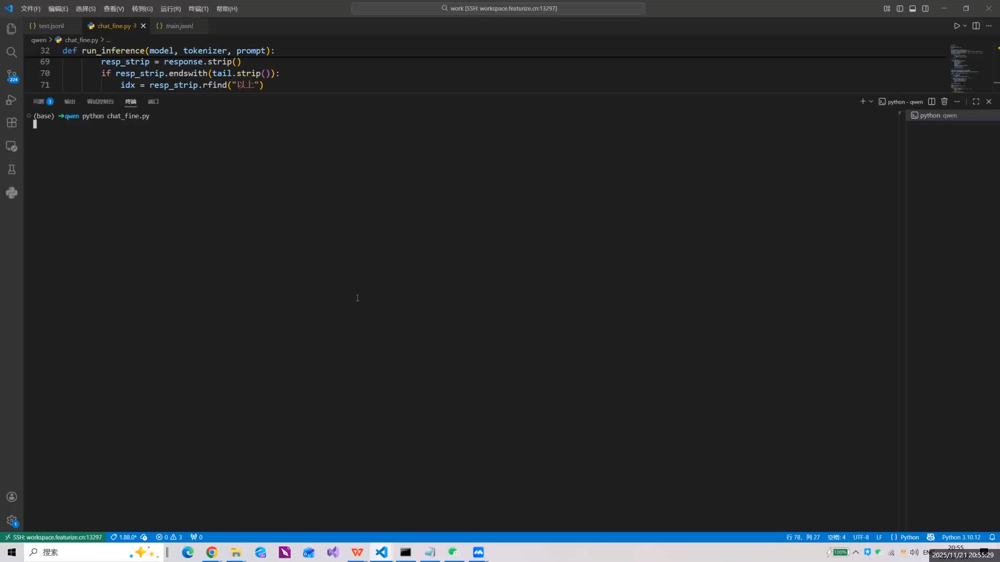 文件(F) 编辑(E) 选择(S) 查看(V) 转到(G) 运行(R) 终端(T) 帮助(H)
work [SSH: workspace.featurize.cn:13297]
{} test.jsonl
chat_fine.py 3
{} train.jsonl
qwen > chat_fine.py > ...
32 def run_inference(model, tokenizer, prompt):
69 resp_strip = response.strip()
70 if resp_strip.endswith(tail.strip()):
71 idx = resp_strip.rfind("以上")
224
问题 3 输出 调试控制台 终端 端口
python - qwen
(base) ➜qwen python chat_fine.py
python qwen
1
SSH: workspace.featurize.cn:13297 1.88.0* 0 3 0
行 78，列 27 空格: 4 UTF-8 LF {} Python Python 3.10.12
搜索
100%
20:55
2025/11/21 20:55:29